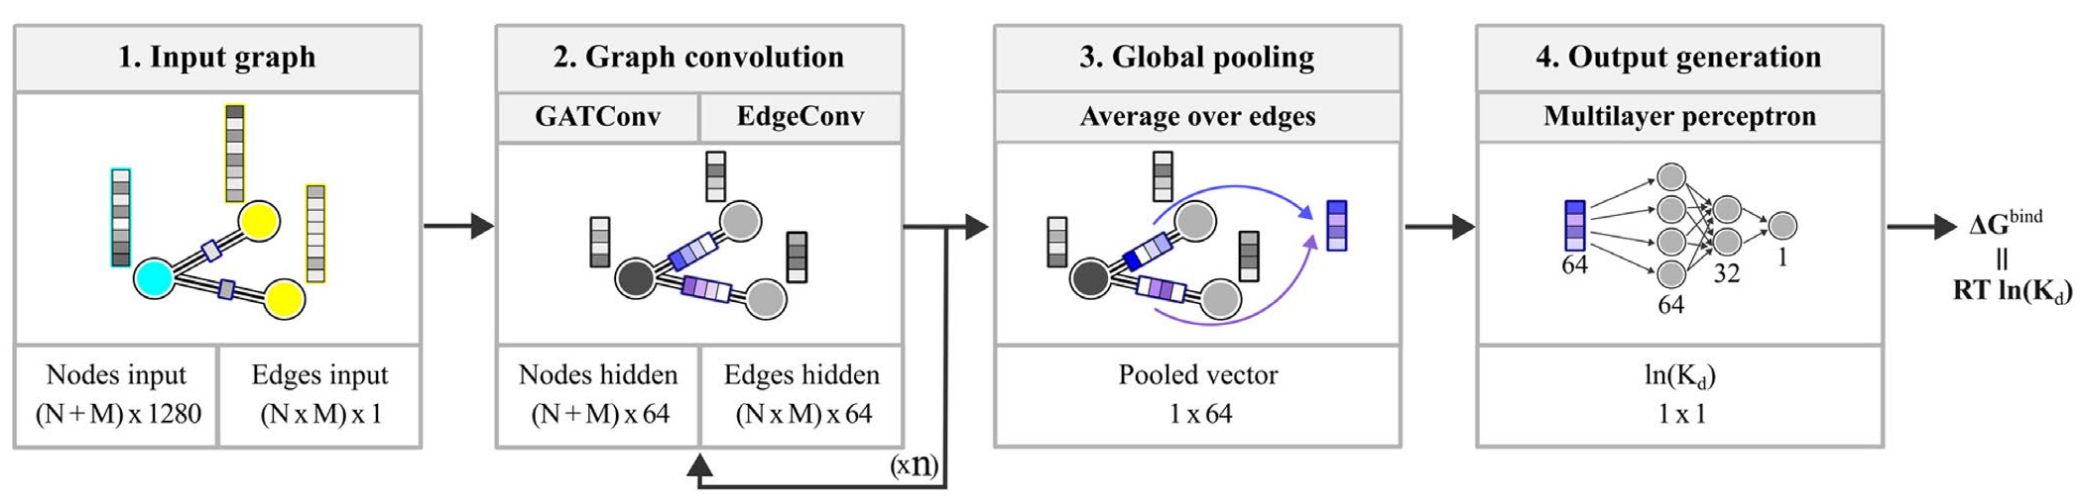 1. Input graph
Nodes input
(N+M) x 1280
Edges input
(N x M) x 1
2. Graph convolution
GATConv
EdgeConv
Nodes hidden
(N+M) x 64
Edges hidden
(N x M) x 64
(xn)
3. Global pooling
Average over edges
Pooled vector
1 x 64
4. Output generation
Multilayer perceptron
64
64
32
1
ln(K_d)
1 x 1
ΔG^bind
=
RT ln(K_d)